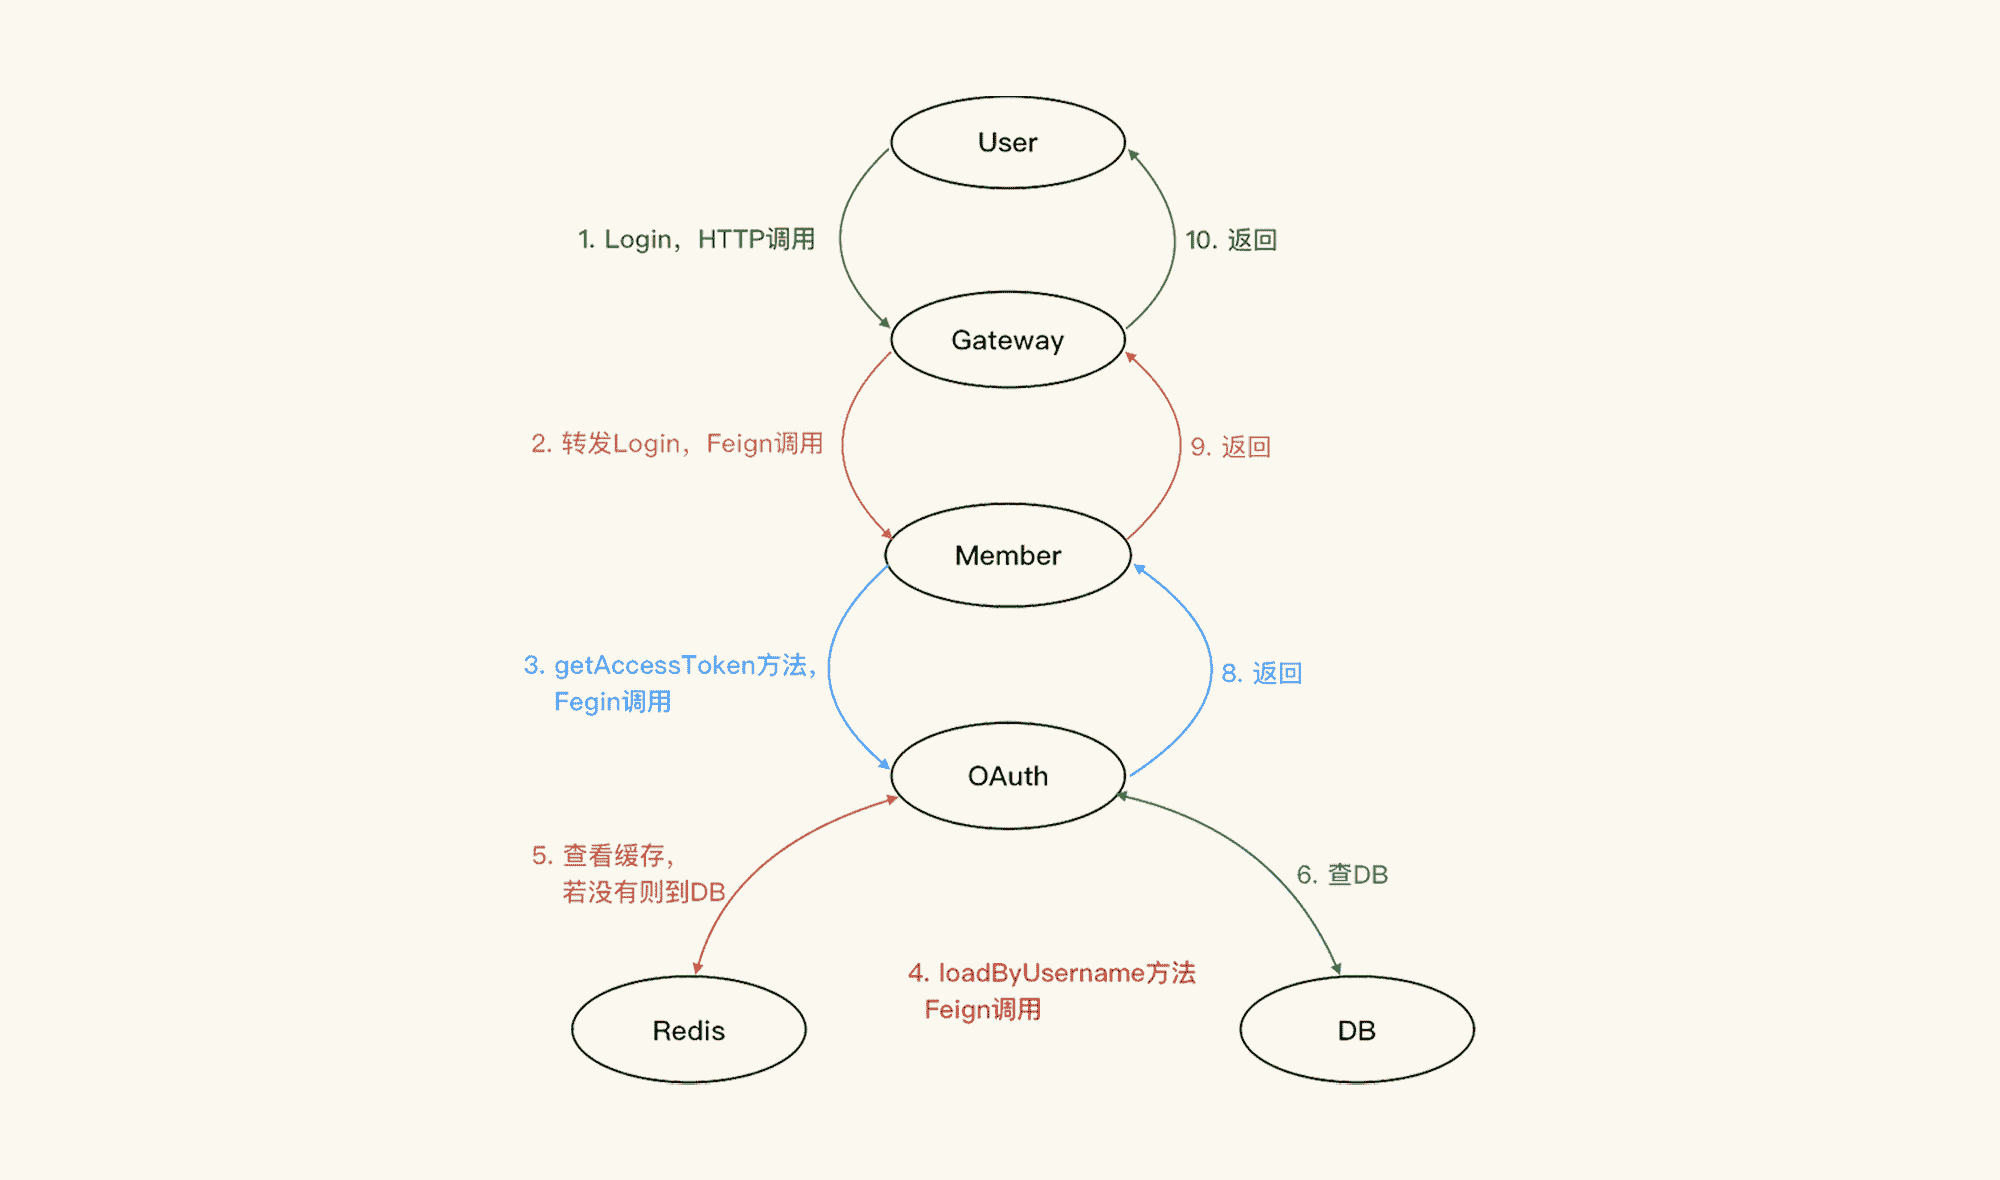 User
1. Login，HTTP调用
10. 返回
Gateway
2. 转发Login，Feign调用
9. 返回
Member
3. getAccessToken方法，
Fegin调用
8. 返回
OAuth
5. 查看缓存，
若没有则到DB
6. 查DB
4. loadByUsername方法
Feign调用
Redis
DB